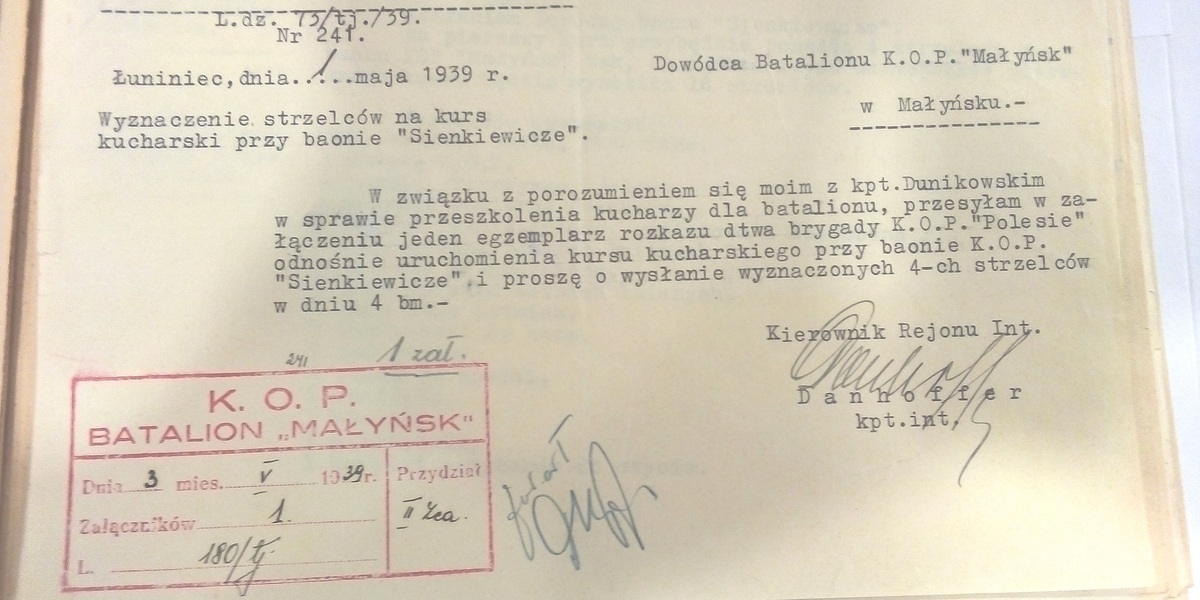 L.dz. 75/tj./39.
Nr 241.
Łuniniec,dnia.. 1 ..maja 1939 r.
Dowódca Batalionu K.O.P."Małyńsk"
w Małyńsku.-
Wyznaczenie strzelców na kurs
kucharski przy baonie "Sienkiewicze".
W związku z porozumieniem się moim z kpt.Dunikowskim
w sprawie przeszkolenia kucharzy dla batalionu, przesyłam w za-
łączeniu jeden egzemplarz rozkazu dtwa brygady K.O.P."Polesie"
odnośnie uruchomienia kursu kucharskiego przy baonie K.O.P.
"Sienkiewicze" i proszę o wysłanie wyznaczonych 4-ch strzelców
w dniu 4 bm.-
Kierownik Rejonu Int.
Danhoffer
kpt.int.
241
1 zał.
K. O. P.
BATALION „MAŁYŃSK"
Dnia 3 mies. V 1939r.
Przydział
Załączników 1.
II Zca.
L. 180/tj.